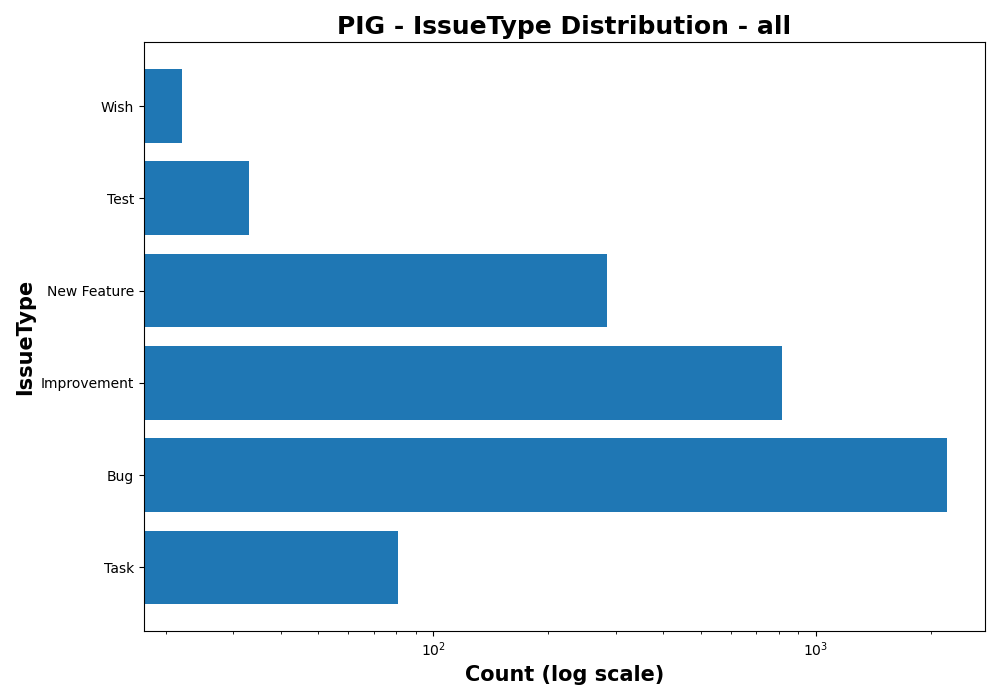 PIG - IssueType Distribution - all
Wish
Test
New Feature
Improvement
Bug
Task
IssueType
10²
10³
Count (log scale)